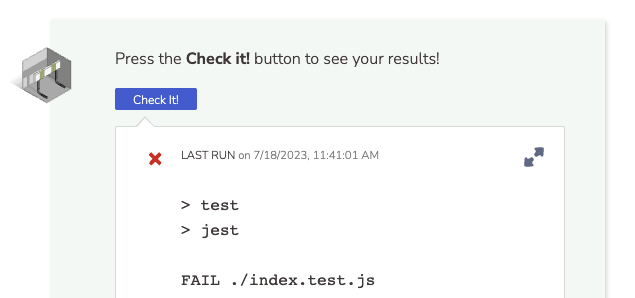 Press the Check it! button to see your results!
Check It!
LAST RUN on 7/18/2023, 11:41:01 AM
> test
> jest
FAIL ./index.test.js